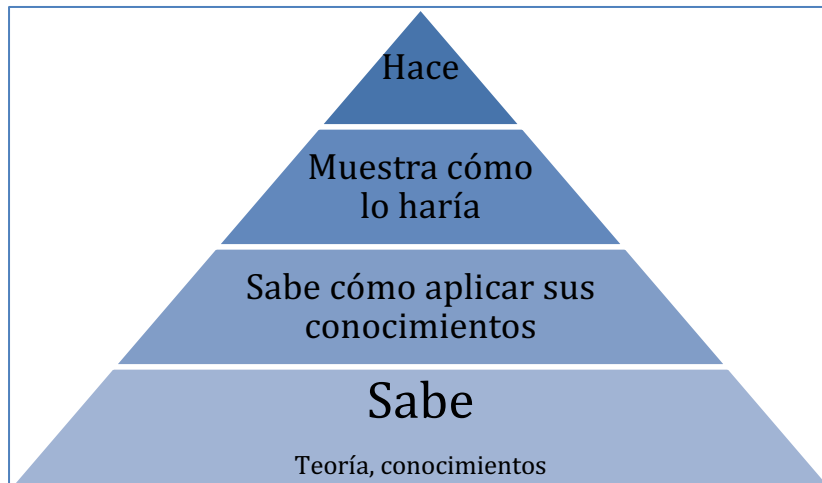 Hace
Muestra cómo
lo haría
Sabe cómo aplicar sus
conocimientos
Sabe
Teoría, conocimientos